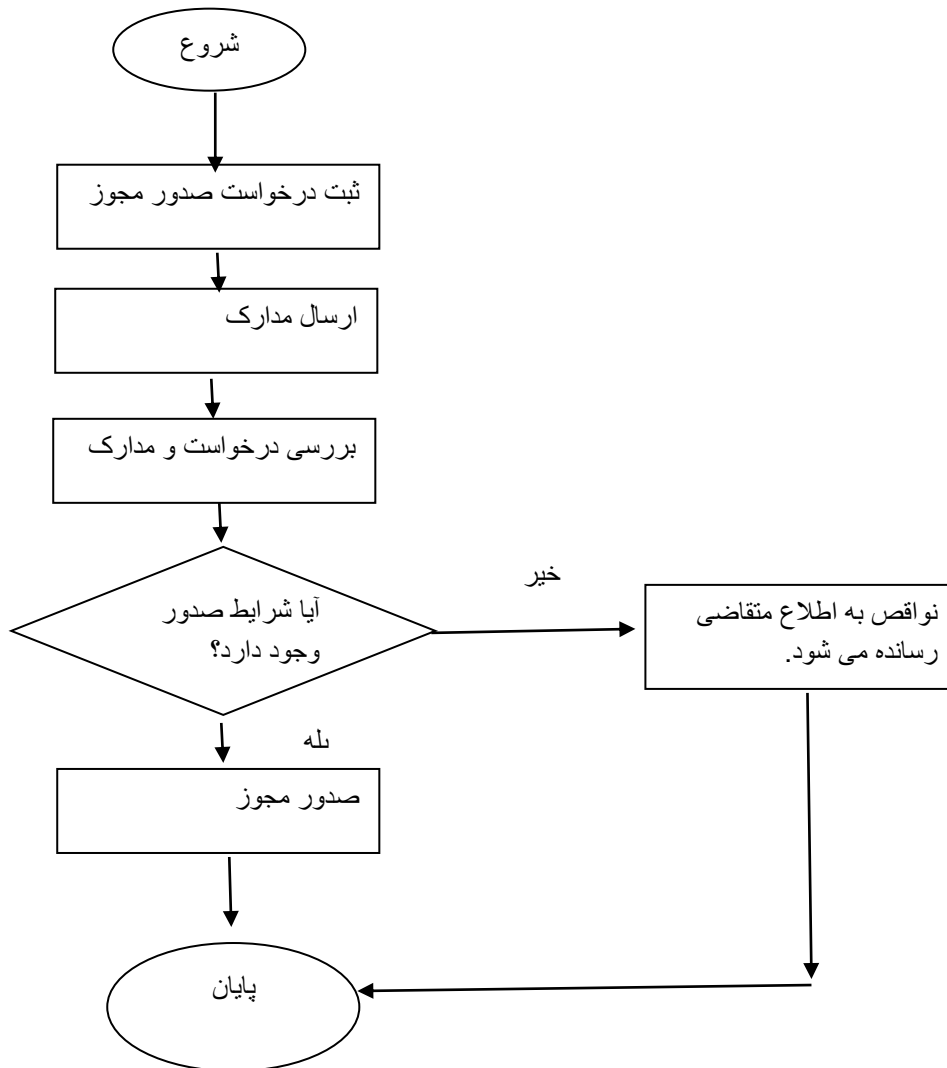 شروع
ثبت درخواست صدور مجوز
ارسال مدارک
بررسی درخواست و مدارک
آیا شرایط صدور
وجود دارد؟
خیر
نواقص به اطلاع متقاضی
رسانده می شود.
بله
صدور مجوز
پایان